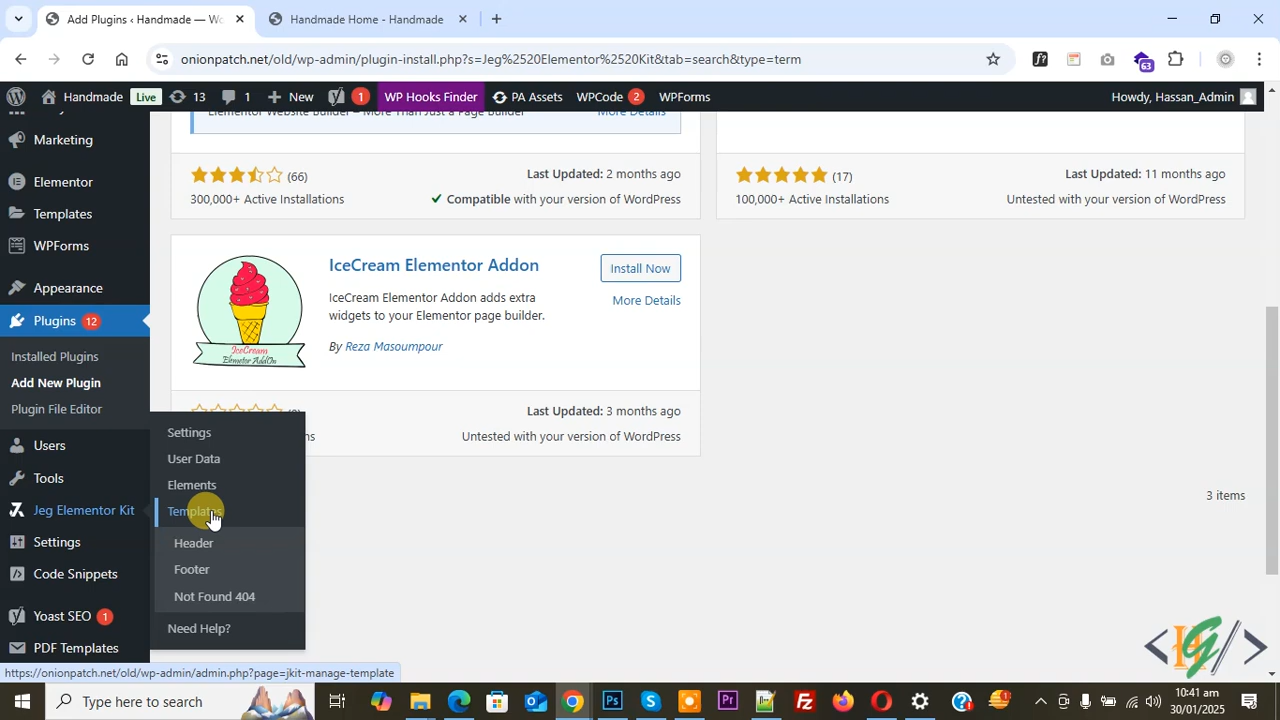 Add Plugins ‹ Handmade — Wo
Handmade Home - Handmade
onionpatch.net/old/wp-admin/plugin-install.php?s=Jeg%2520Elementor%2520Kit&tab=search&type=term
63
Handmade Live 13 1 New 1 WP Hooks Finder PA Assets WPCode 2 WPForms Howdy, Hassan_Admin
Elementor Website Builder – More Than Just a Page Builder More Details
Marketing
Elementor
Templates
WPForms
Appearance
Plugins 12
Installed Plugins
Add New Plugin
Plugin File Editor
Users
Tools
Jeg Elementor Kit
Settings
Code Snippets
Yoast SEO 1
PDF Templates
(66) Last Updated: 2 months ago
300,000+ Active Installations Compatible with your version of WordPress
(17) Last Updated: 11 months ago
100,000+ Active Installations Untested with your version of WordPress
IceCream
Elemetor AddOn
IceCream Elementor Addon
Install Now
More Details
IceCream Elementor Addon adds extra
widgets to your Elementor page builder.
By Reza Masoumpour
Last Updated: 3 months ago
Untested with your version of WordPress
Settings
User Data
Elements
Templates
Header
Footer
Not Found 404
Need Help?
3 items
https://onionpatch.net/old/wp-admin/admin.php?page=jkit-manage-template
Type here to search
10:41 am
30/01/2025